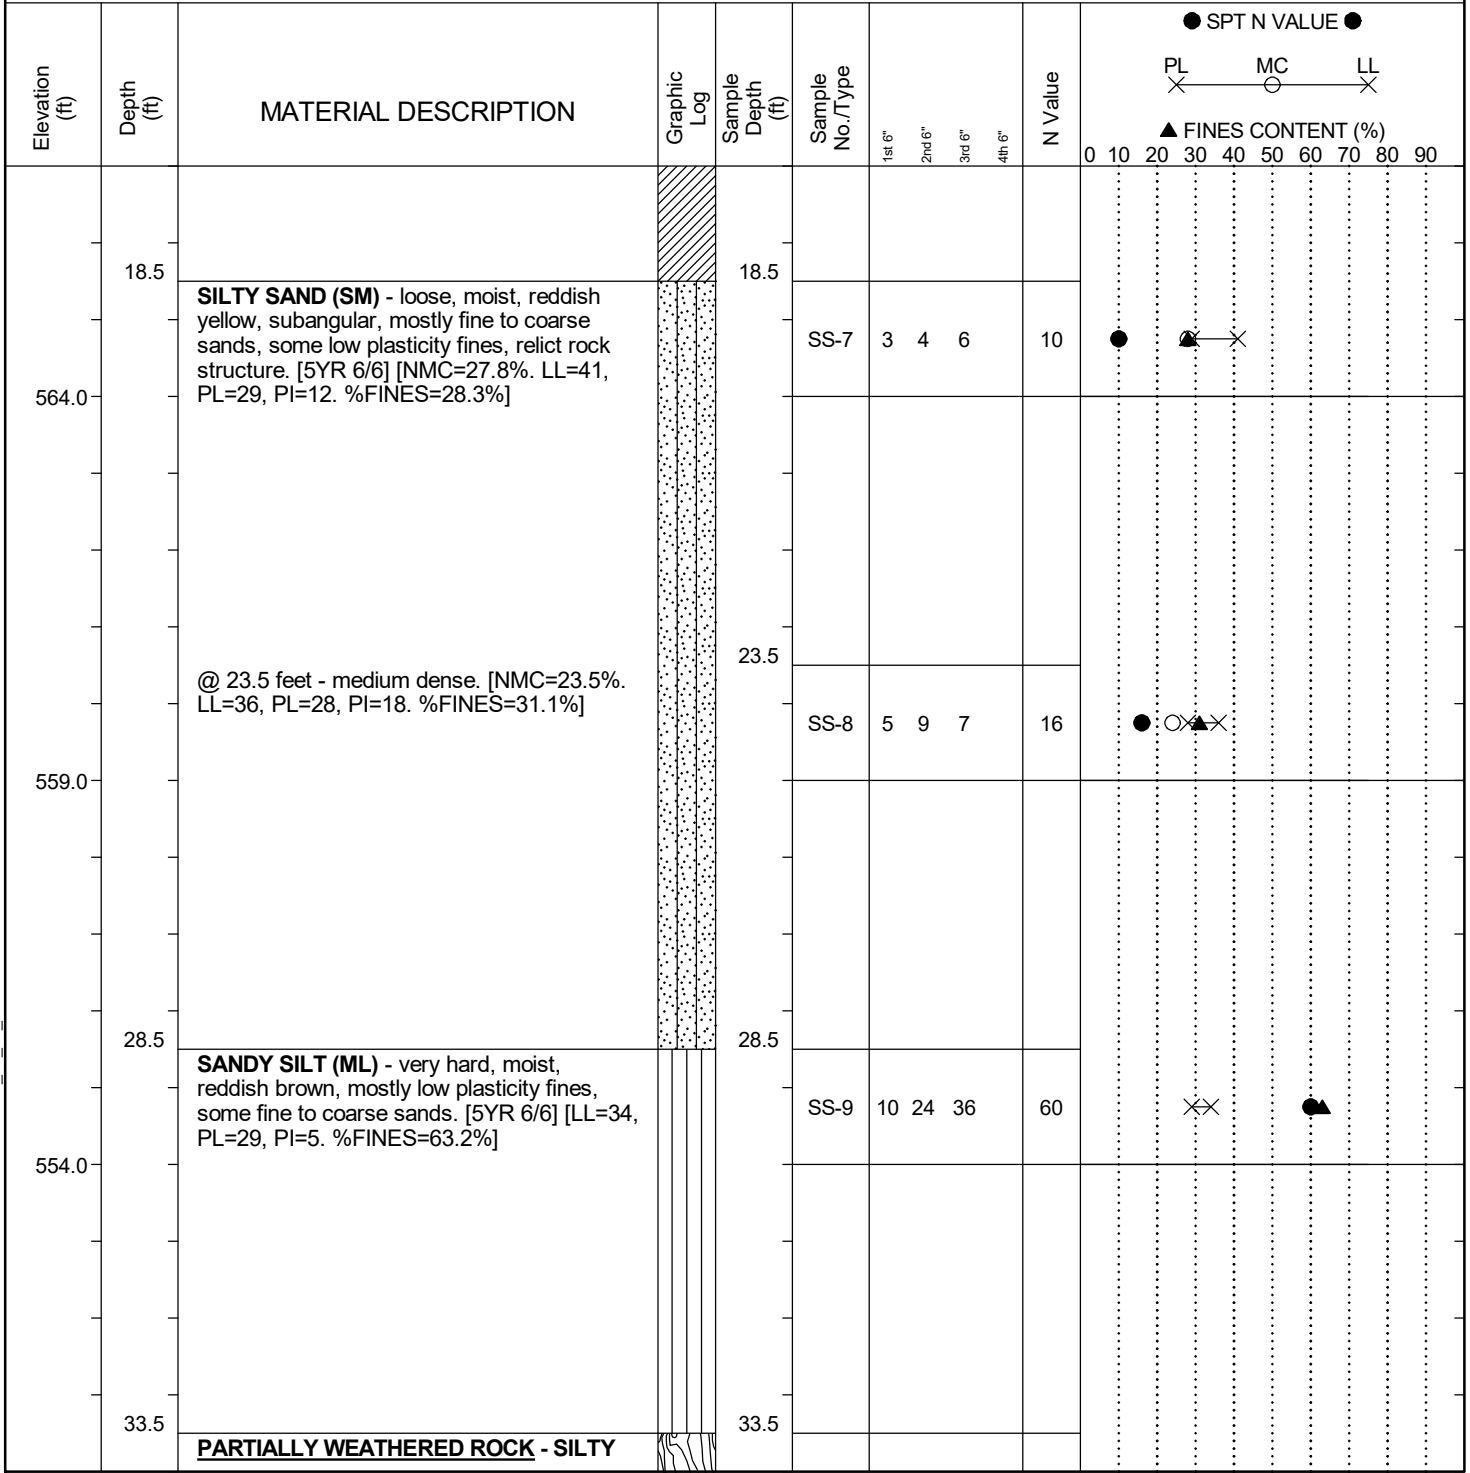 Elevation
(ft)
Depth
(ft)
MATERIAL DESCRIPTION
Graphic
Log
Sample
Depth
(ft)
Sample
No./Type
1st 6"
2nd 6"
3rd 6"
4th 6"
N Value
SPT N VALUE
PL MC LL
FINES CONTENT (%)
0 10 20 30 40 50 60 70 80 90
18.5 18.5
SILTY SAND (SM) - loose, moist, reddish
yellow, subangular, mostly fine to coarse
sands, some low plasticity fines, relict rock
structure. [5YR 6/6] [NMC=27.8%. LL=41,
PL=29, PI=12. %FINES=28.3%]
SS-7 3 4 6 10
564.0
23.5
@ 23.5 feet - medium dense. [NMC=23.5%.
LL=36, PL=28, PI=18. %FINES=31.1%]
SS-8 5 9 7 16
559.0
28.5 28.5
SANDY SILT (ML) - very hard, moist,
reddish brown, mostly low plasticity fines,
some fine to coarse sands. [5YR 6/6] [LL=34,
PL=29, PI=5. %FINES=63.2%]
SS-9 10 24 36 60
554.0
33.5 33.5
PARTIALLY WEATHERED ROCK - SILTY